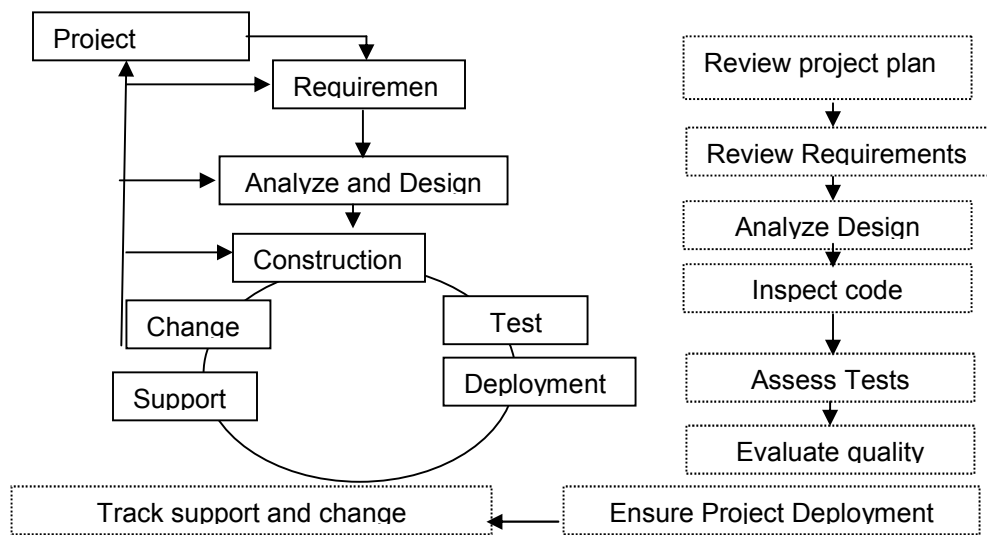 Project
Requiremen
Analyze and Design
Construction
Change
Test
Support
Deployment
Review project plan
Review Requirements
Analyze Design
Inspect code
Assess Tests
Evaluate quality
Ensure Project Deployment
Track support and change